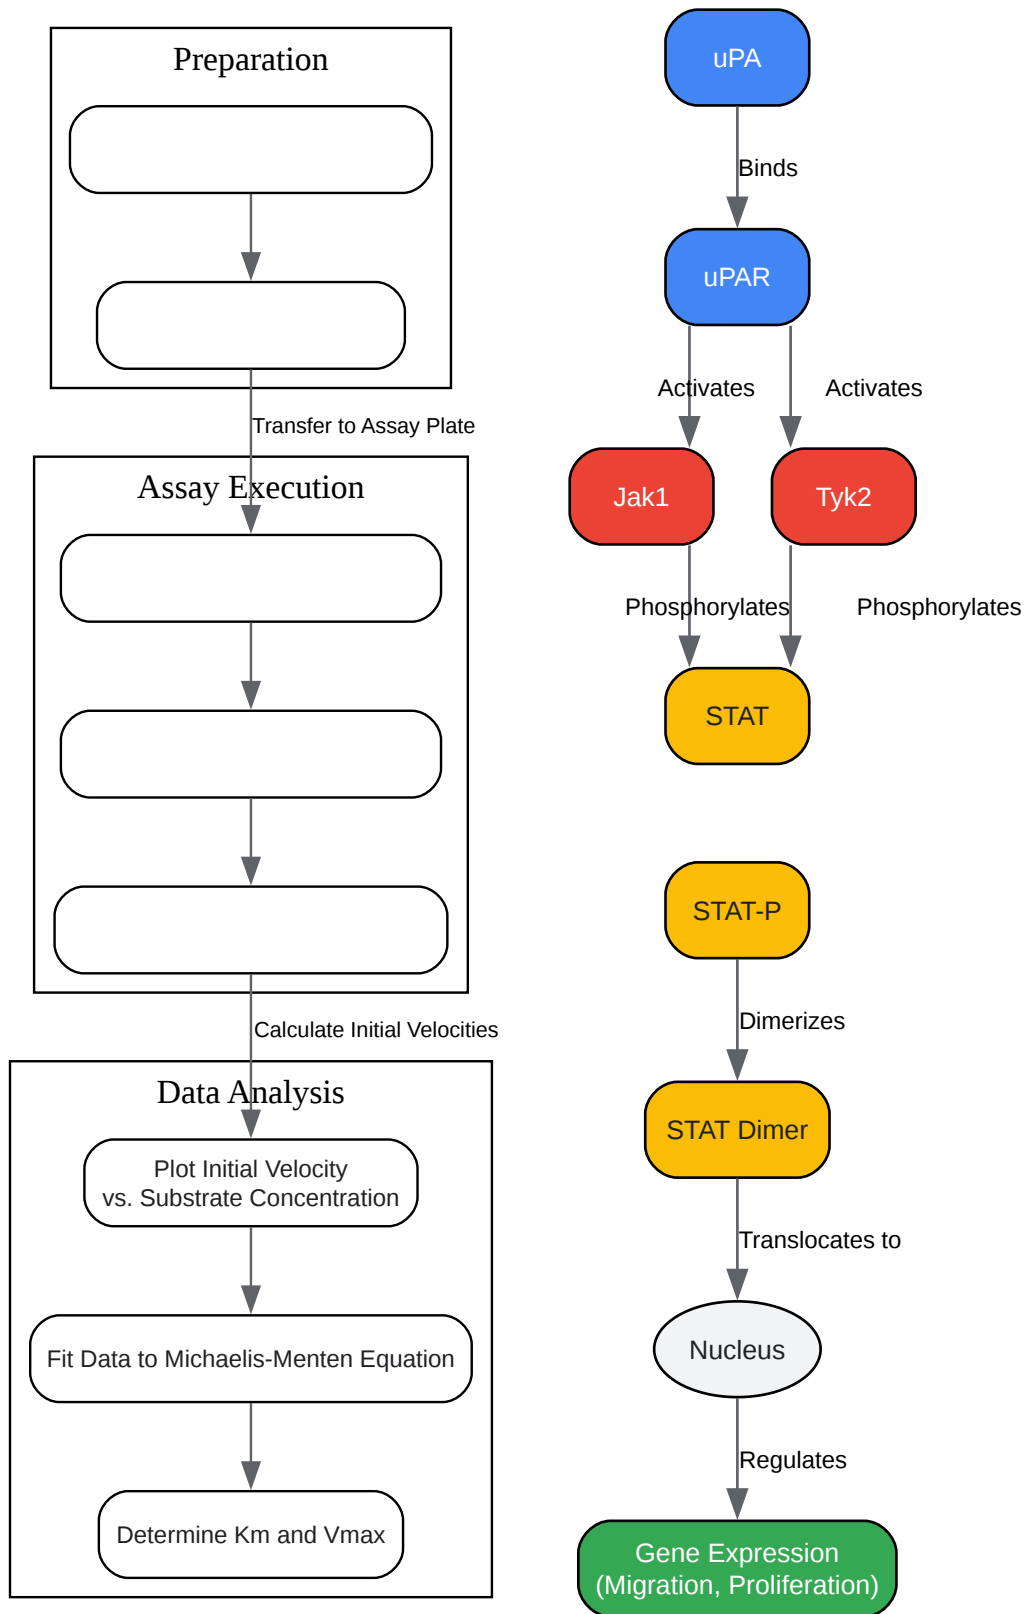 Preparation
Transfer to Assay Plate
Assay Execution
Calculate Initial Velocities
Data Analysis
Plot Initial Velocity
vs. Substrate Concentration
Fit Data to Michaelis-Menten Equation
Determine Km and Vmax
uPA
Binds
uPAR
Activates
Activates
Jak1
Tyk2
Phosphorylates
Phosphorylates
STAT
STAT-P
Dimerizes
STAT Dimer
Translocates to
Nucleus
Regulates
Gene Expression
(Migration, Proliferation)